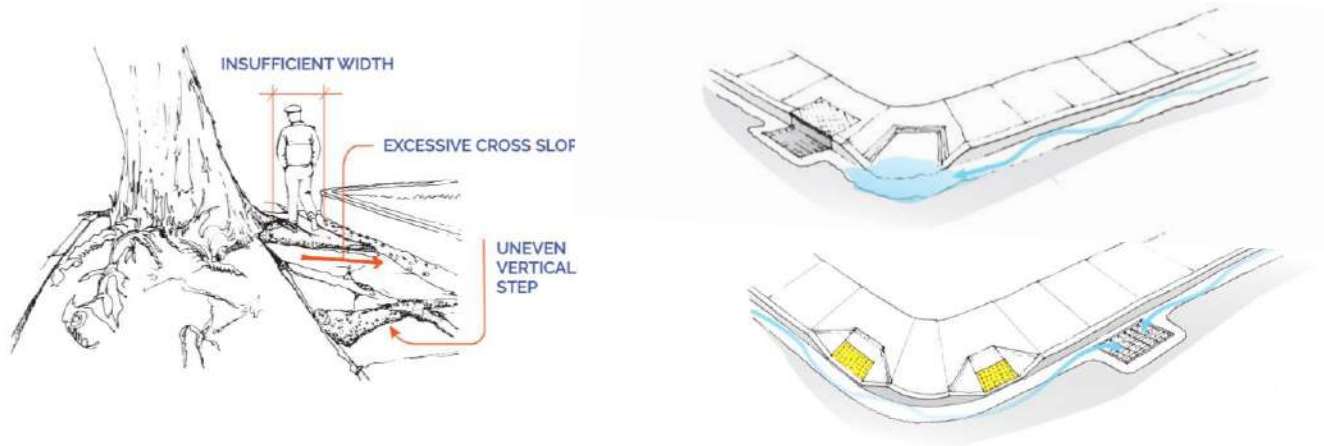 INSUFFICIENT WIDTH
EXCESSIVE CROSS SLOP
UNEVEN
VERTICAL
STEP